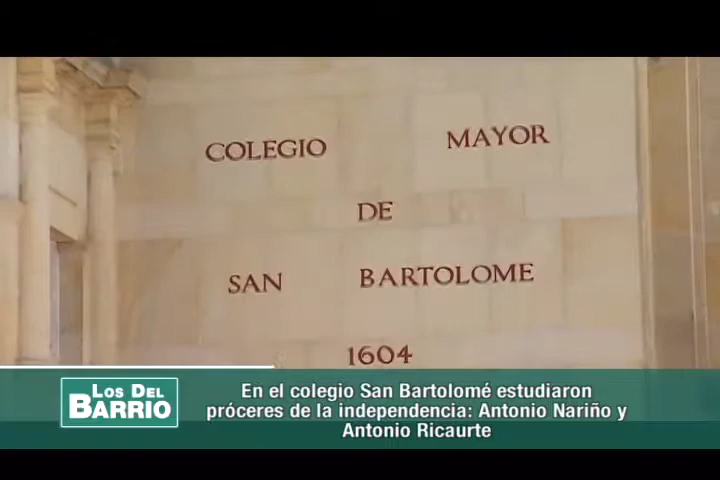 COLEGIO MAYOR
DE
SAN BARTOLOME
1604
LOS DEL
BARRIO
En el colegio San Bartolomé estudiaron
próceres de la independencia: Antonio Nariño y
Antonio Ricaurte